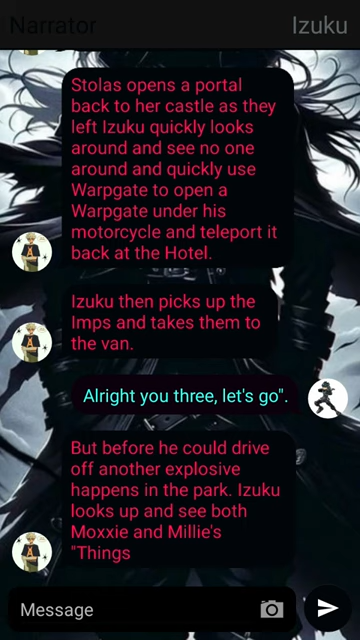 Narrator
Izuku
Stolas opens a portal
back to her castle as they
left Izuku quickly looks
around and see no one
around and quickly use
Warpgate to open a
Warpgate under his
motorcycle and teleport it
back at the Hotel.
Izuku then picks up the
Imps and takes them to
the van.
Alright you three, let's go".
But before he could drive
off another explosive
happens in the park. Izuku
looks up and see both
Moxxie and Millie's
"Things
Message